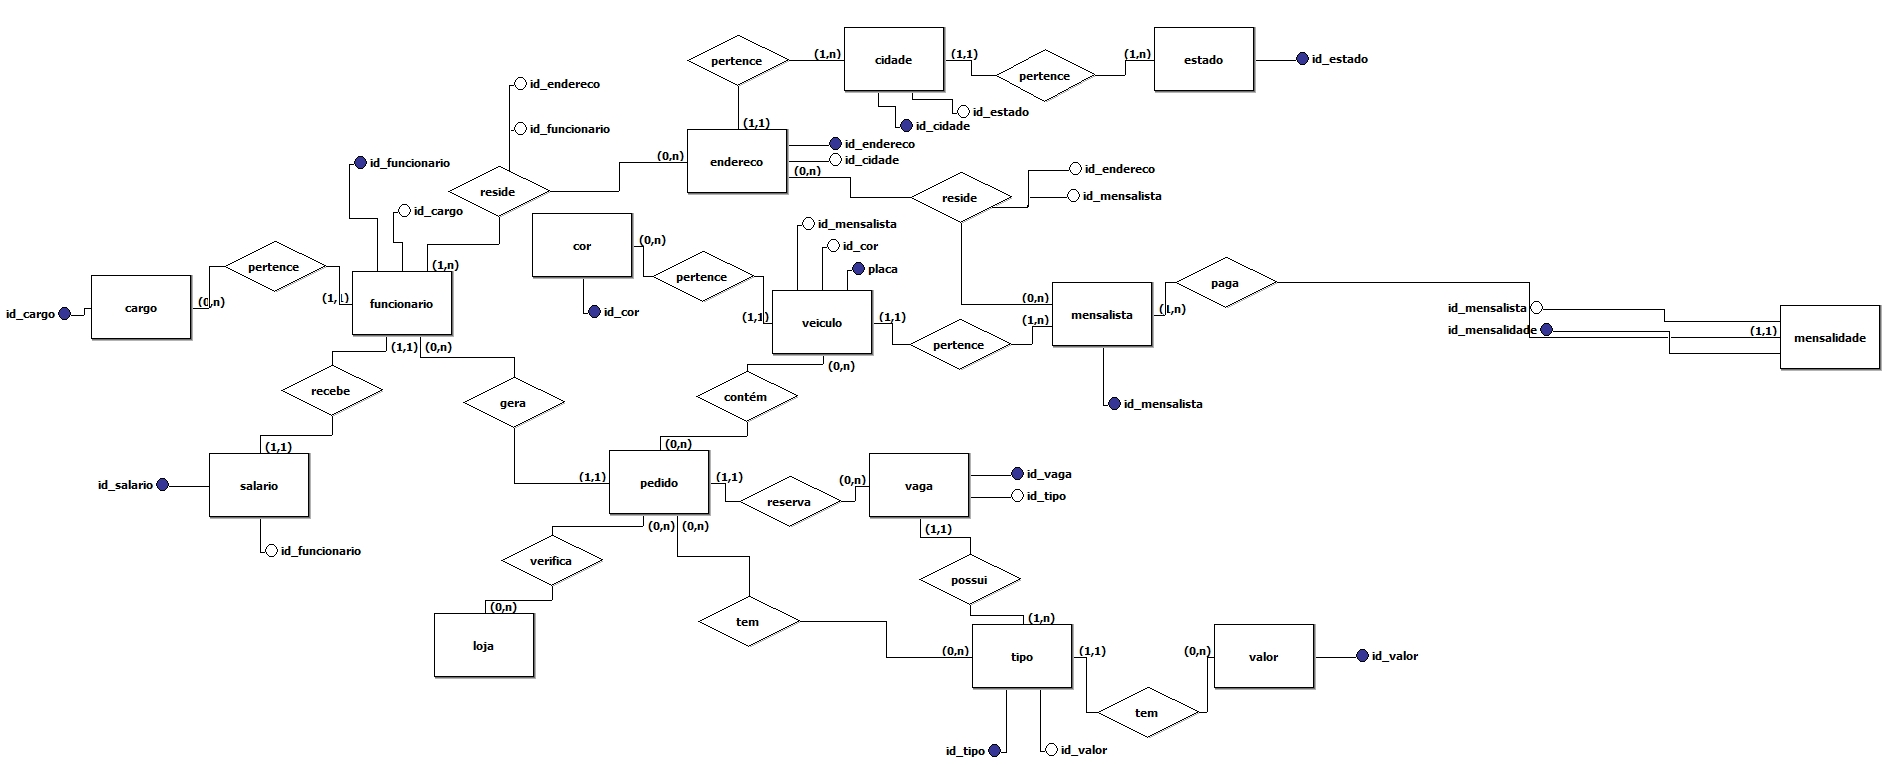 pertence
(1,n)
cidade
(1,1)
pertence
(1,n)
estado
id_estado
id_endereco
id_estado
id_cidade
id_funcionario
(1,1)
id_endereco
id_cidade
(0,n)
endereco
(0,n)
id_funcionario
reside
id_endereco
id_mensalista
reside
id_cargo
cor
(0,n)
id_mensalista
id_cor
placa
pertence
(1,n)
pertence
id_cor
cargo
(0,n)
id_cargo
(1,1)
funcionario
(1,1)
veiculo
(1,1)
pertence
(0,n)
(1,n)
mensalista
(1,n)
paga
id_mensalista
id_mensalidade
(1,1)
mensalidade
(1,1)
(0,n)
recebe
gera
(0,n)
contém
id_mensalista
(1,1)
(0,n)
id_salario
salario
(1,1)
pedido
(1,1)
reserva
(0,n)
vaga
id_vaga
id_tipo
id_funcionario
(0,n)
(0,n)
(1,1)
verifica
possui
(0,n)
loja
tem
(1,n)
(0,n)
tipo
(1,1)
(0,n)
valor
id_valor
tem
id_tipo
id_valor